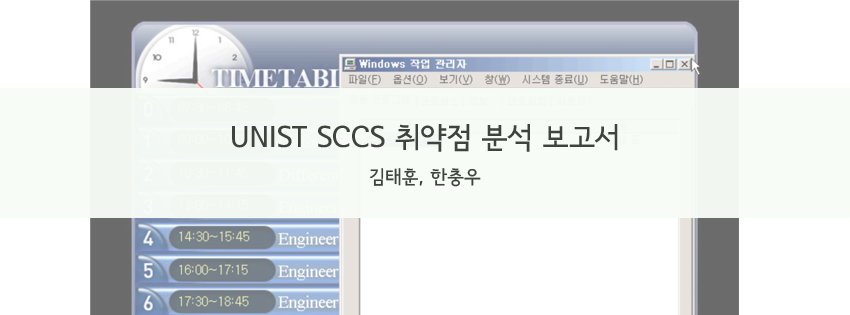 12
11
1
10
2
9
TIMETABL
Windows 작업 관리자
파일(F) 옵션(O) 보기(V) 창(W) 시스템 종료(U) 도움말(H)
UNIST SCCS 취약점 분석 보고서
김태훈, 한충우
4 14:30~15:45 Engineer
5 16:00~17:15 Engineer
6 17:30~18:45 Engineer